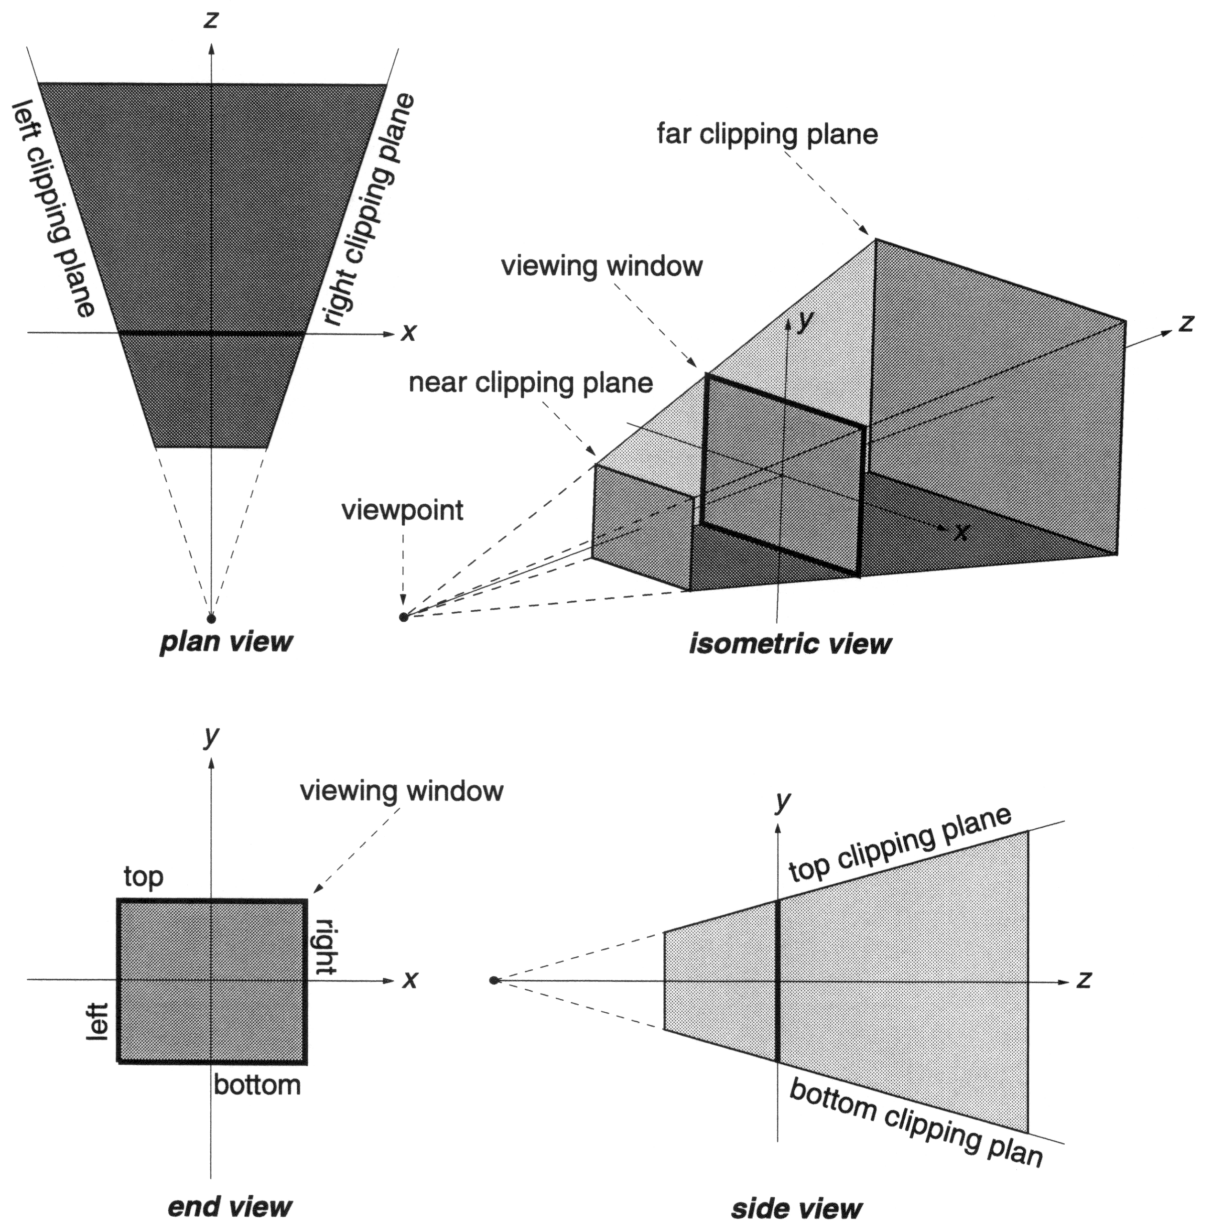 z
left clipping plane
right clipping plane
x
plan view
far clipping plane
viewing window
near clipping plane
viewpoint
y
z
x
isometric view
y
viewing window
top
right
left
x
bottom
end view
y
top clipping plane
z
bottom clipping plan
side view